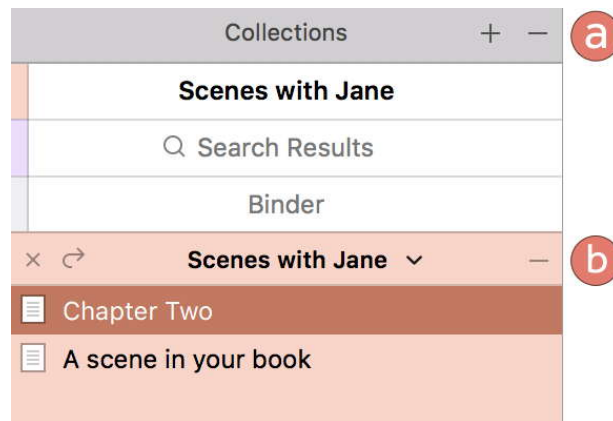 Collections + − a
Scenes with Jane
Search Results
Binder
Scenes with Jane
b
Chapter Two
A scene in your book